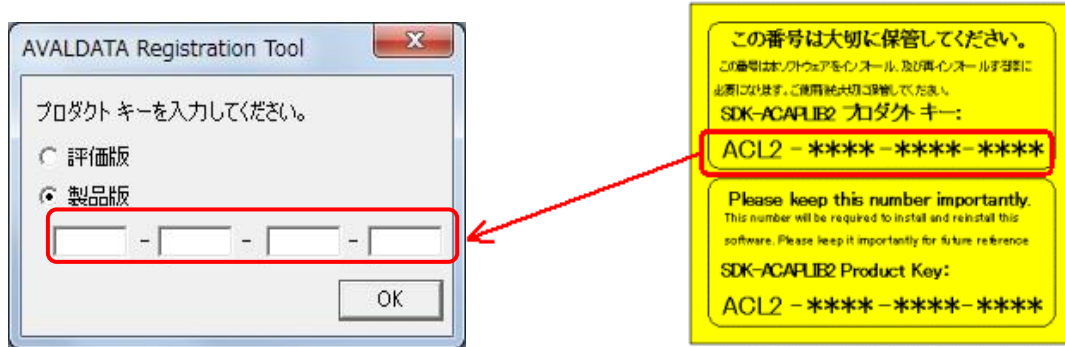 AVALDATA Registration Tool
プロダクト キーを入力してください。
評価版
製品版
- - -
OK
この番号は大切に保管してください。
この番号は本ソフトウェアをインストール、及び再インストールする際に
必要になります。ご使用後も大切に保管してください。
SDK-ACAPLIB2 プロダクト キー:
ACL2 - **** - **** - ****
Please keep this number importantly.
This number will be required to install and reinstall this
software. Please keep it importantly for future reference
SDK-ACAPLIB2 Product Key:
ACL2 - **** - **** - ****